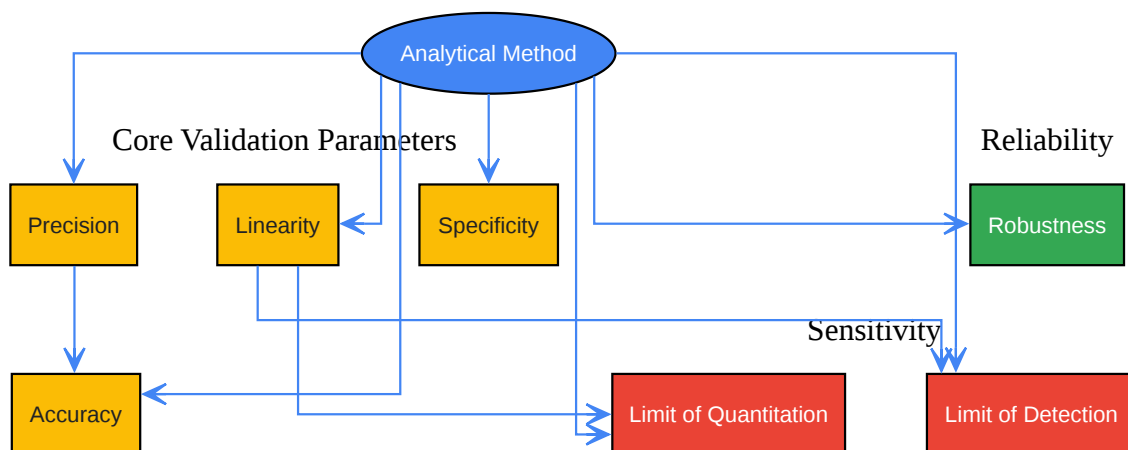 Analytical Method
Core Validation Parameters
Reliability
Precision
Linearity
Specificity
Robustness
Sensitivity
Accuracy
Limit of Quantitation
Limit of Detection